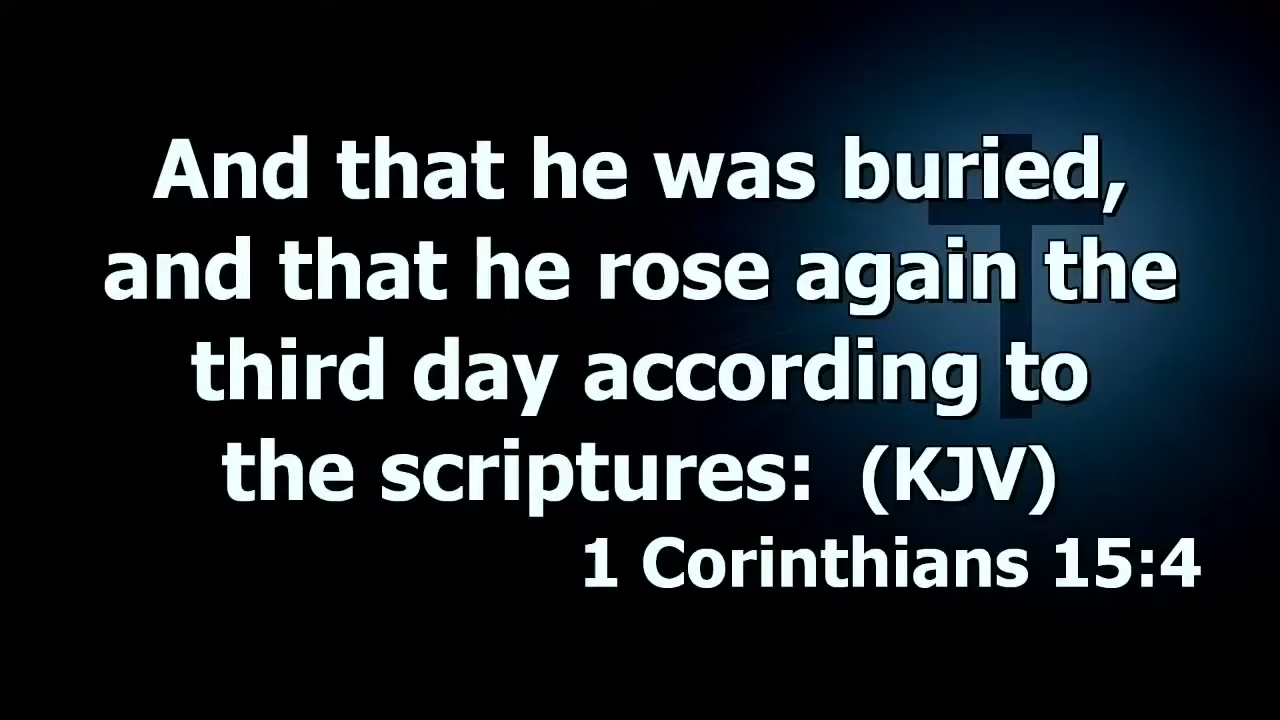 And that he was buried,
and that he rose again the
third day according to
the scriptures: (KJV)
1 Corinthians 15:4